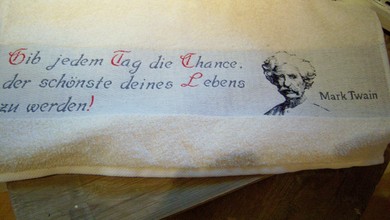 Gib jedem Tag die Chance,
der schönste deines Lebens
zu werden!
Mark Twain